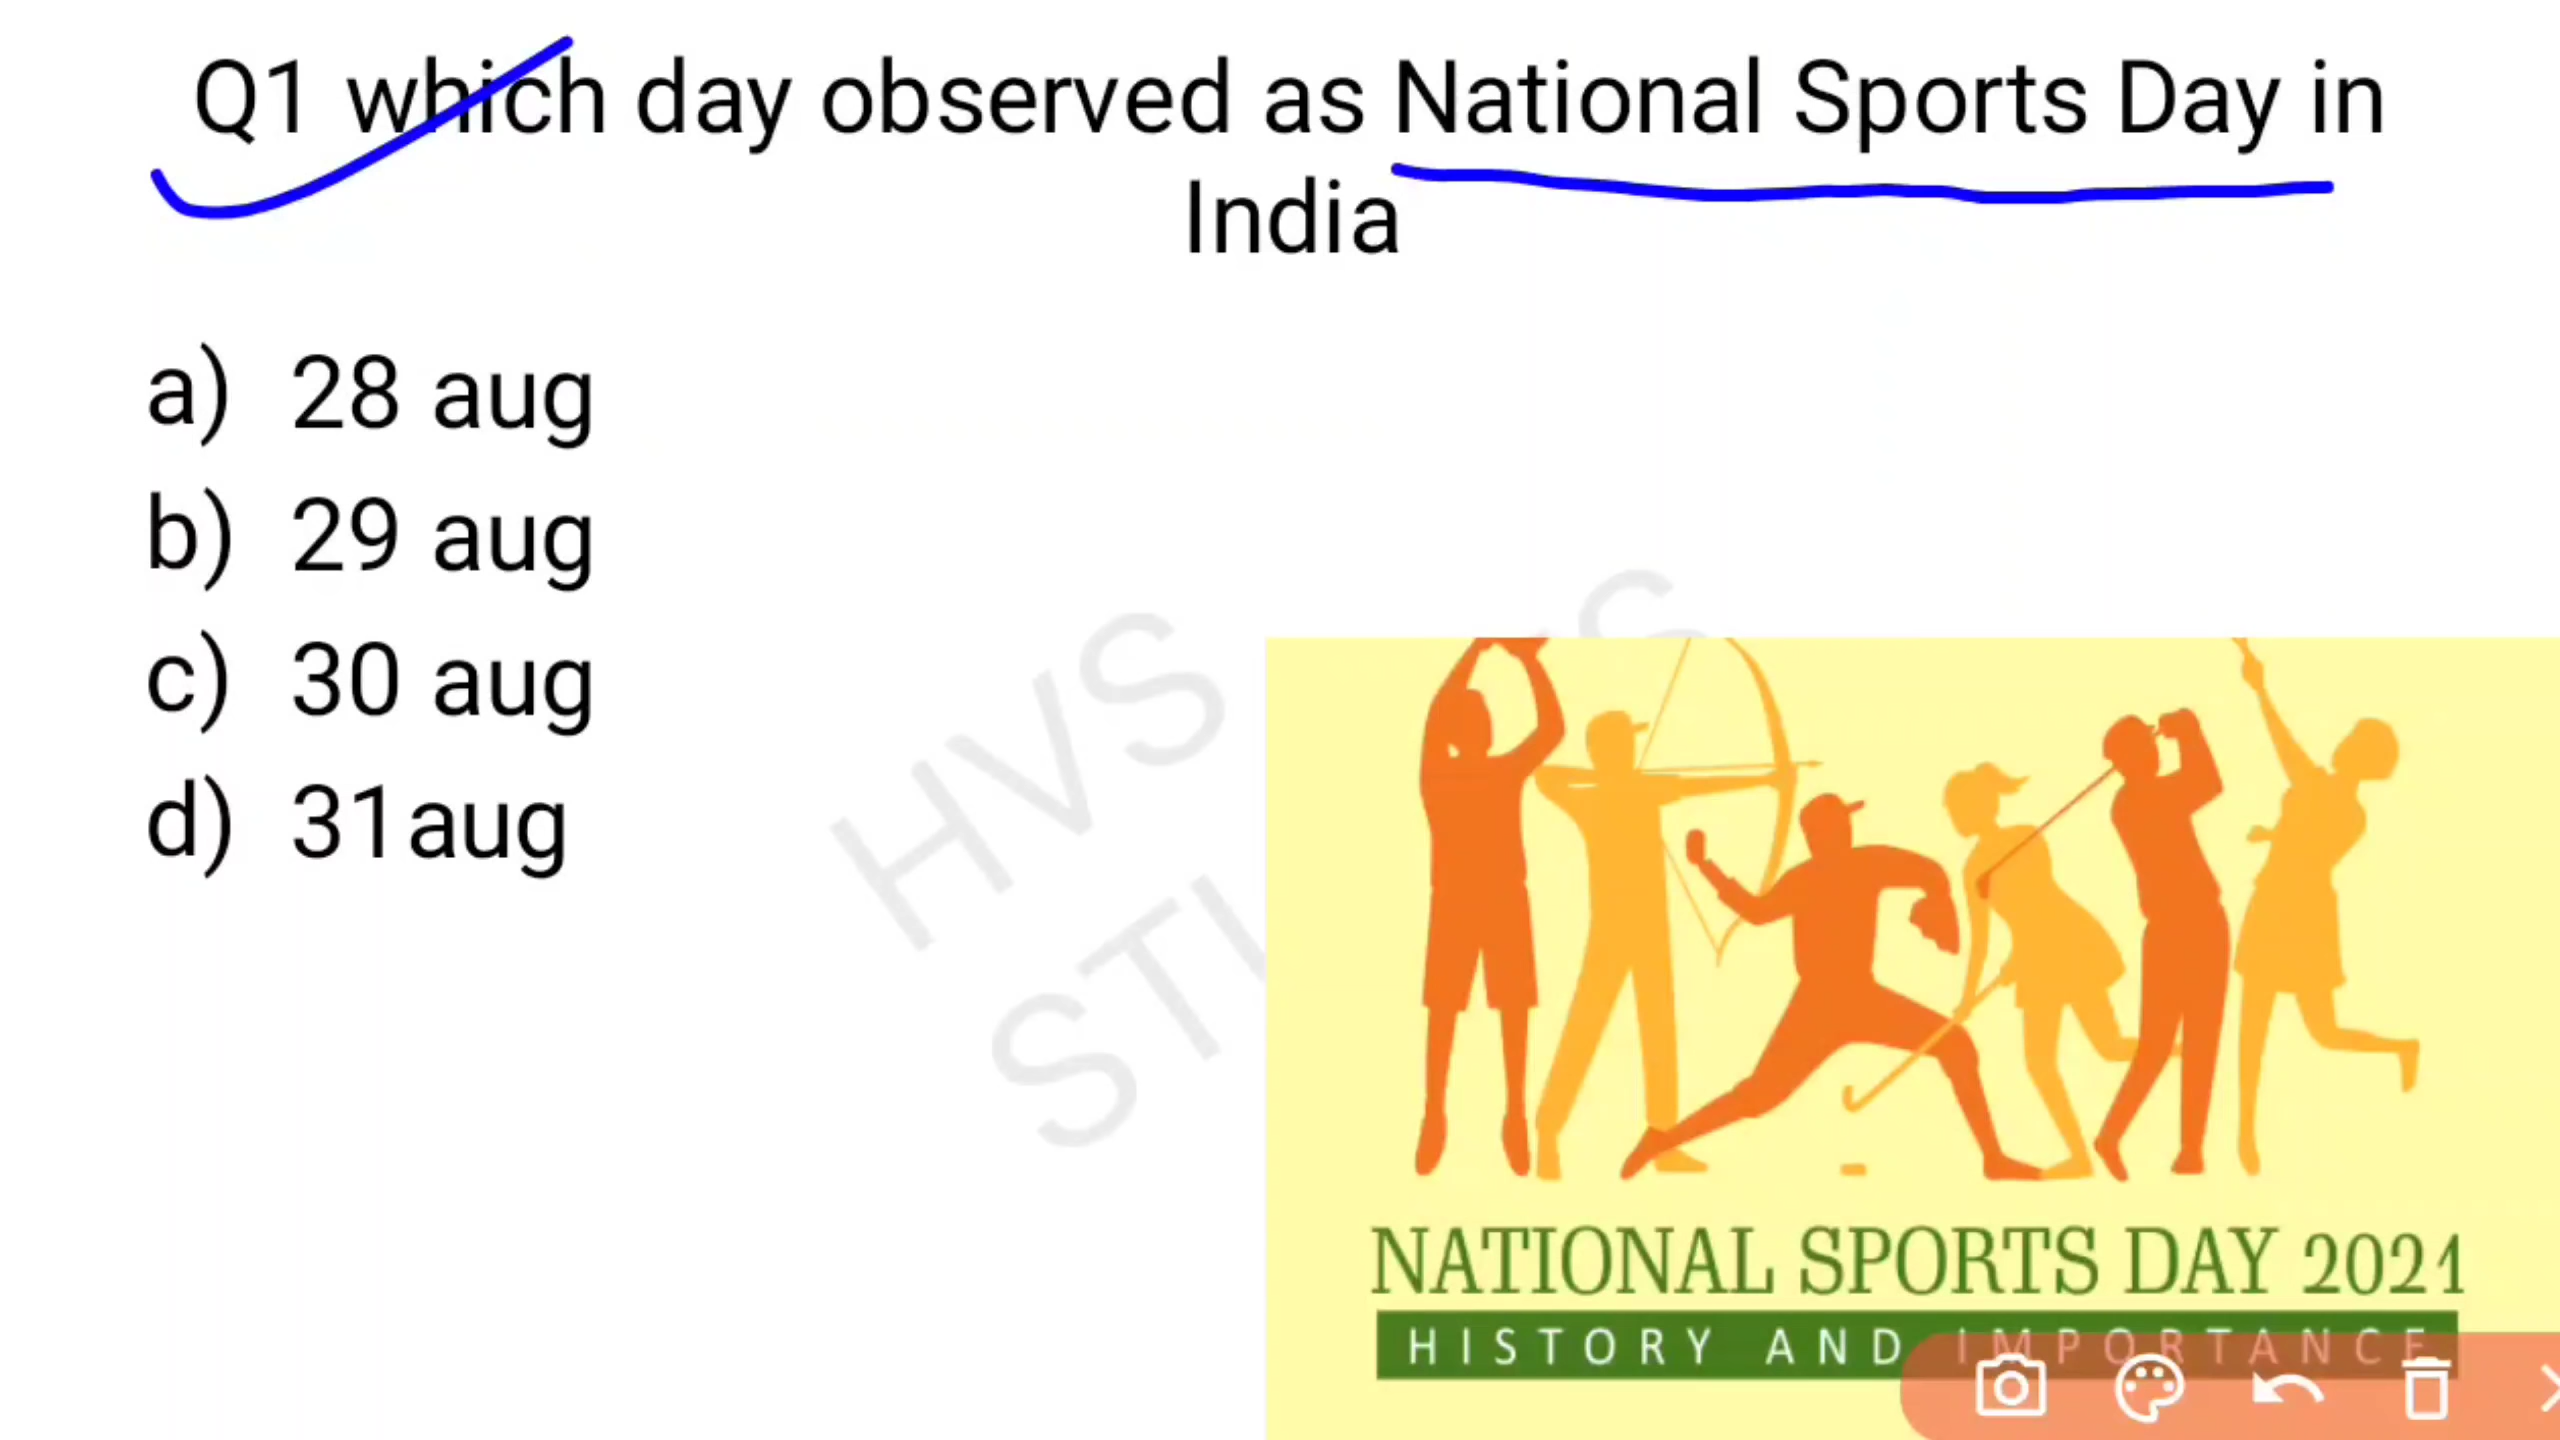 Q1 which day observed as National Sports Day in
India
a) 28 aug
b) 29 aug
c) 30 aug
d) 31aug
HVS
NATIONAL SPORTS DAY 2021
HISTORY AND IMPORTANCE